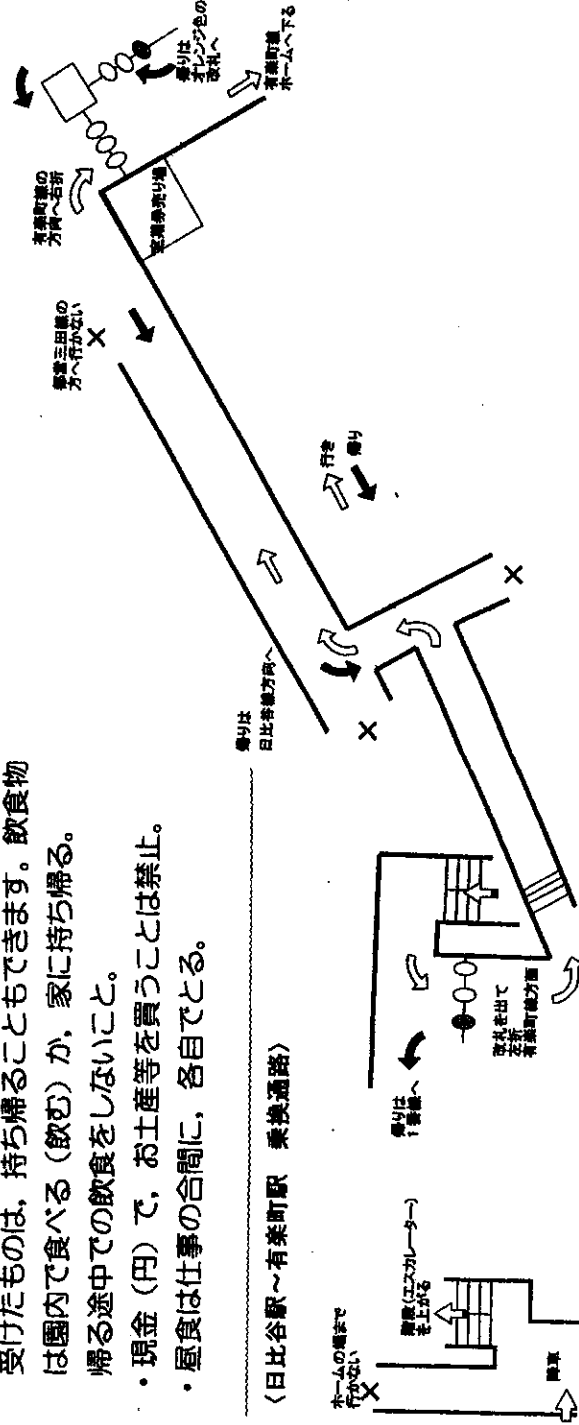 受けたものは，持ち帰ることもできます。飲食物
は園内で食べる（飲む）か，家に持ち帰る。
帰る途中での飲食をしないこと。
・現金（円）で，お土産等を買うことは禁止。
・昼食は仕事の合間に，各自でとる。
〈日比谷駅～有楽町駅　乗換通路〉
ホームの端まで
行かない
階段（エスカレーター）
を上がる
降車
帰りは
1番線へ
改札を出て
左折
有楽町線方面
帰りは
日比谷線方向へ
行き
帰り
都営三田線の
方へ行かない
有楽町線の
方向へ右折
定期券売り場
帰りは
オレンジ色の
改札へ
有楽町線
ホームへ下る